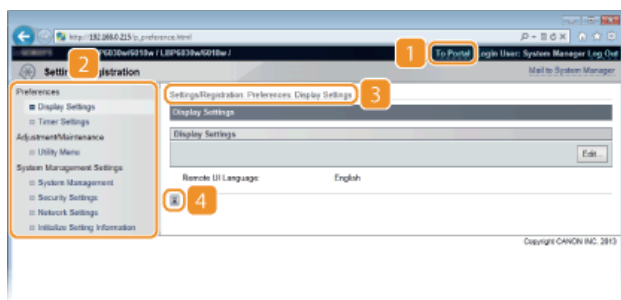 http://192.168.0.215/p_preference.html
LBP6030w/6018w / LBP6030w/6018w /
1
To Portal Login User: System Manager Log Out
2
Mail to System Manager
Preferences
Display Settings
Timer Settings
Adjustment/Maintenance
Utility Menu
System Management Settings
System Management
Security Settings
Network Settings
Initialize Setting Information
Settings/Registration: Preferences: Display Settings
3
Display Settings
Display Settings
Edit...
Remote UI Language:
English
4
Copyright CANON INC. 2013